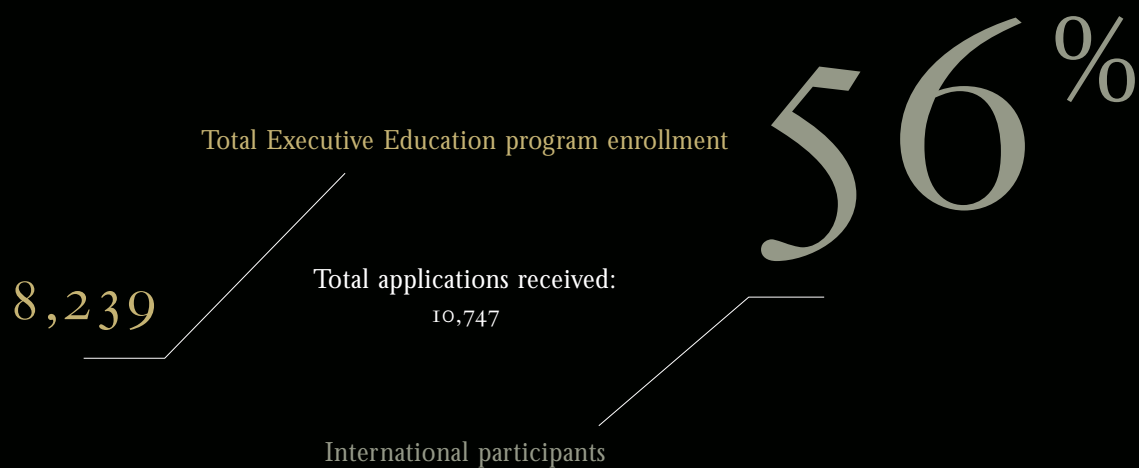 56%
Total Executive Education program enrollment
8,239
Total applications received:
10,747
International participants